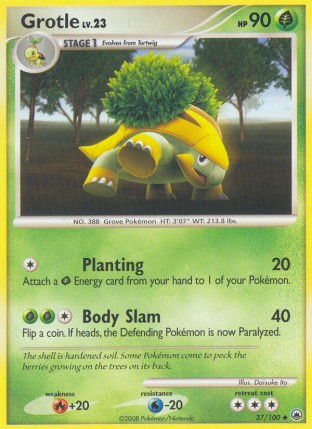 Grotle LV.23 HP 90
STAGE 1 Evolves from Turtwig
NO. 388 Grove Pokémon HT: 3'07" WT: 213.8 lbs.
Planting 20
Attach a Energy card from your hand to 1 of your Pokémon.
Body Slam 40
Flip a coin. If heads, the Defending Pokémon is now Paralyzed.
The shell is hardened soil. Some Pokémon come to peck the
berries growing on the trees on its back.
weakness resistance retreat cost
+20 -20
Illus. Daisuke Ito
©2008 Pokémon/Nintendo 37/100